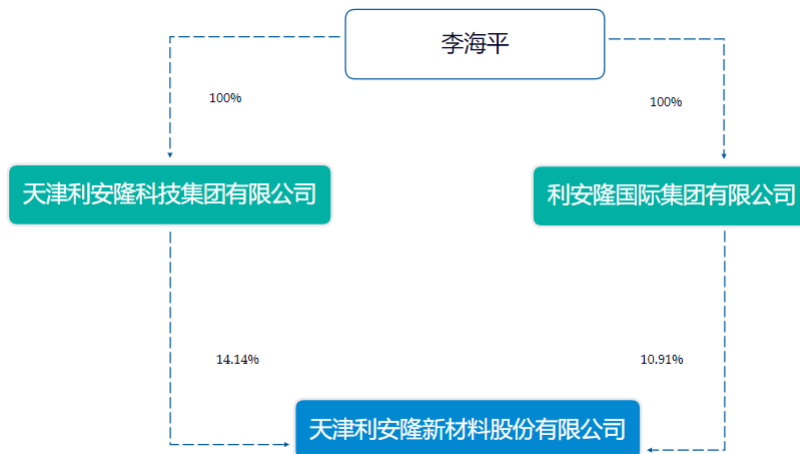 李海平
100%
100%
天津利安隆科技集团有限公司
利安隆国际集团有限公司
14.14%
10.91%
天津利安隆新材料股份有限公司